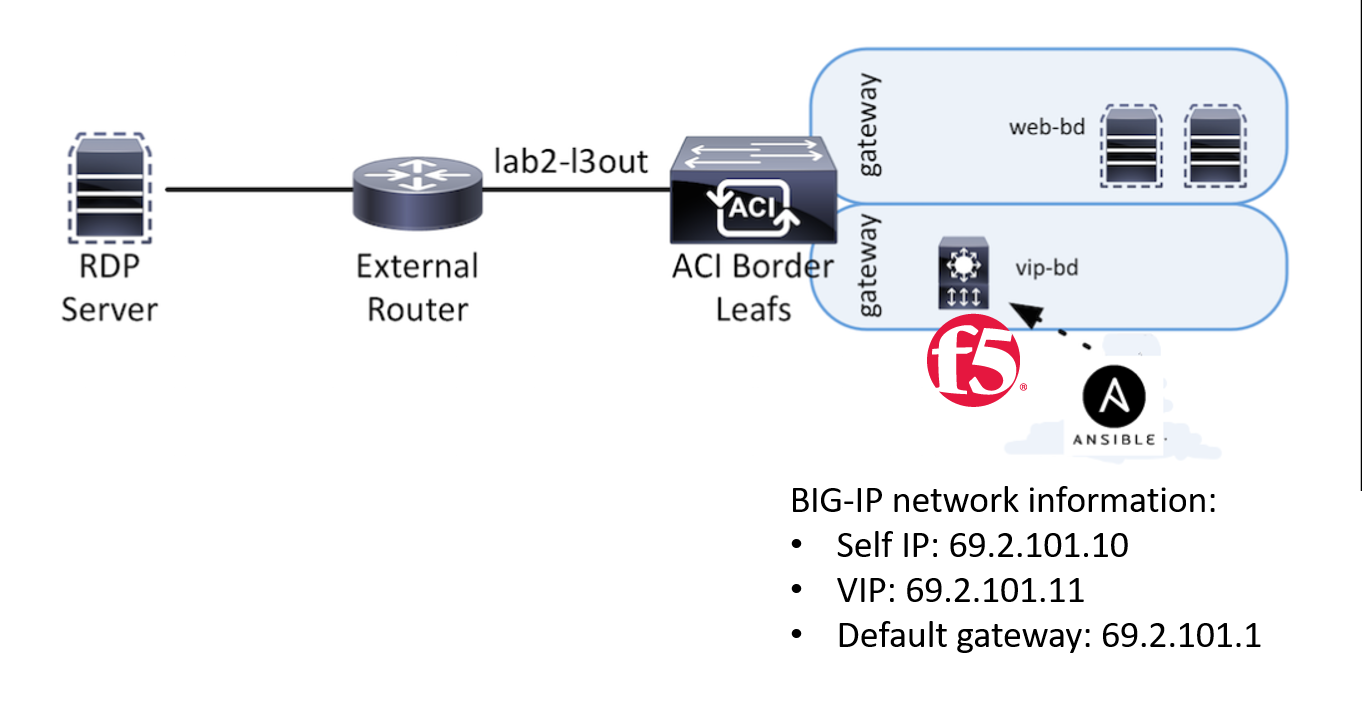 gateway
web-bd
lab2-l3out
ACI
RDP
Server
External
Router
ACI Border
Leafs
gateway
vip-bd
f5®
A
ANSIBLE
BIG-IP network information:
• Self IP: 69.2.101.10
• VIP: 69.2.101.11
• Default gateway: 69.2.101.1